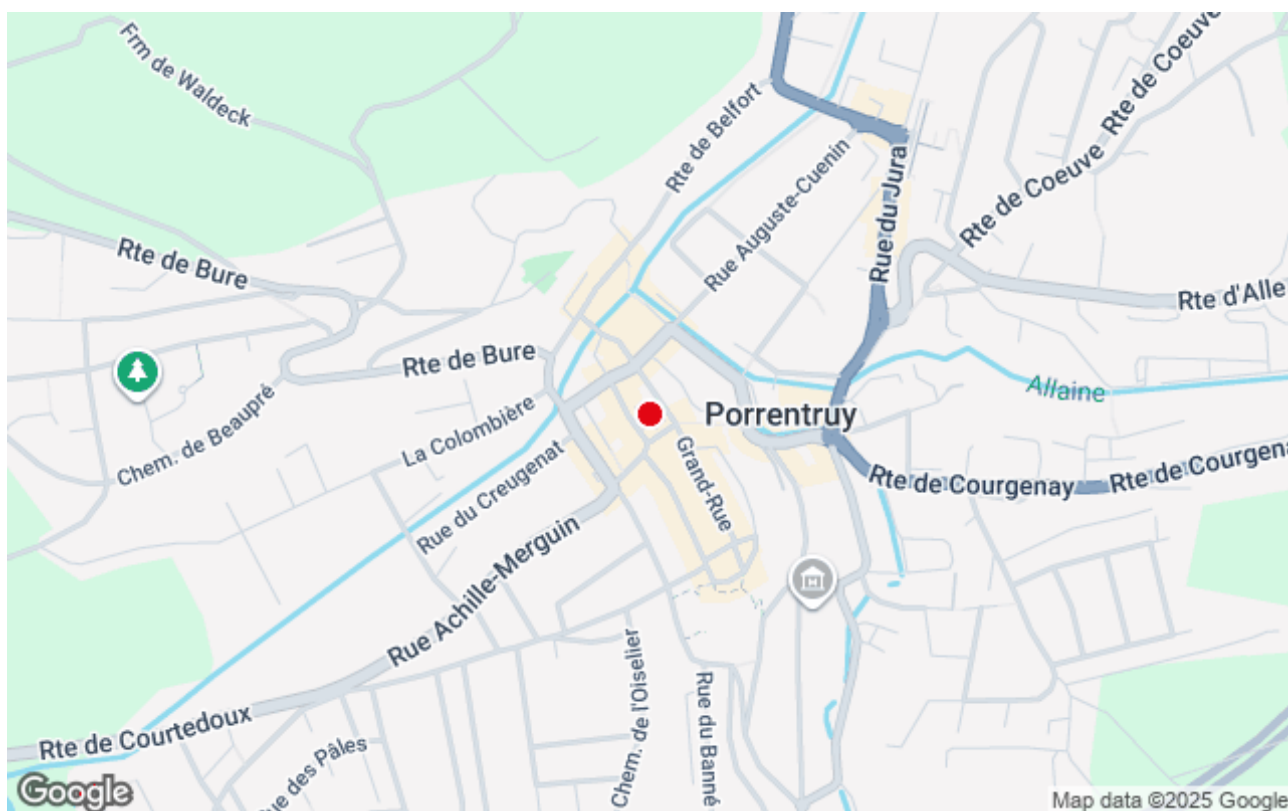 Frm de Waldeck
Rte de Belfort
Rte de Coeuve
Rte de Coeuve
Rue Auguste-Cuenin
Rue du Jura
Rte de Bure
Rte d'Alle
Rte de Bure
Allaine
Chem. de Beaupré
La Colombière
Porrentruy
Rue du Creugenat
Grand-Rue
Rte de Courgenay
Rte de Courgena
Rue Achille-Merguin
Chem. de l'Oiselier
Rue du Banné
Rte de Courtedoux
ue des Pâles
Google
Map data ©2025 Google